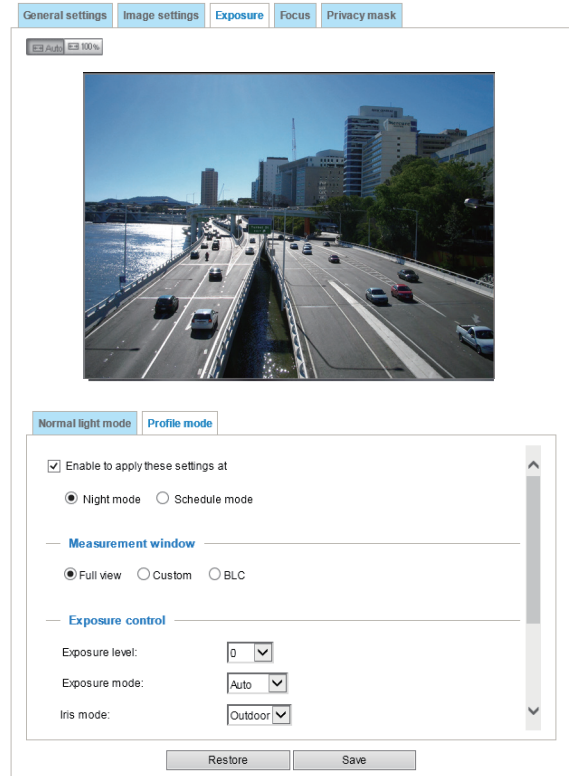 General settings Image settings Exposure Focus Privacy mask
Auto 100%
Normal light mode Profile mode
Enable to apply these settings at
Night mode Schedule mode
Measurement window
Full view Custom BLC
Exposure control
Exposure level: 0
Exposure mode: Auto
Iris mode: Outdoor
Restore Save